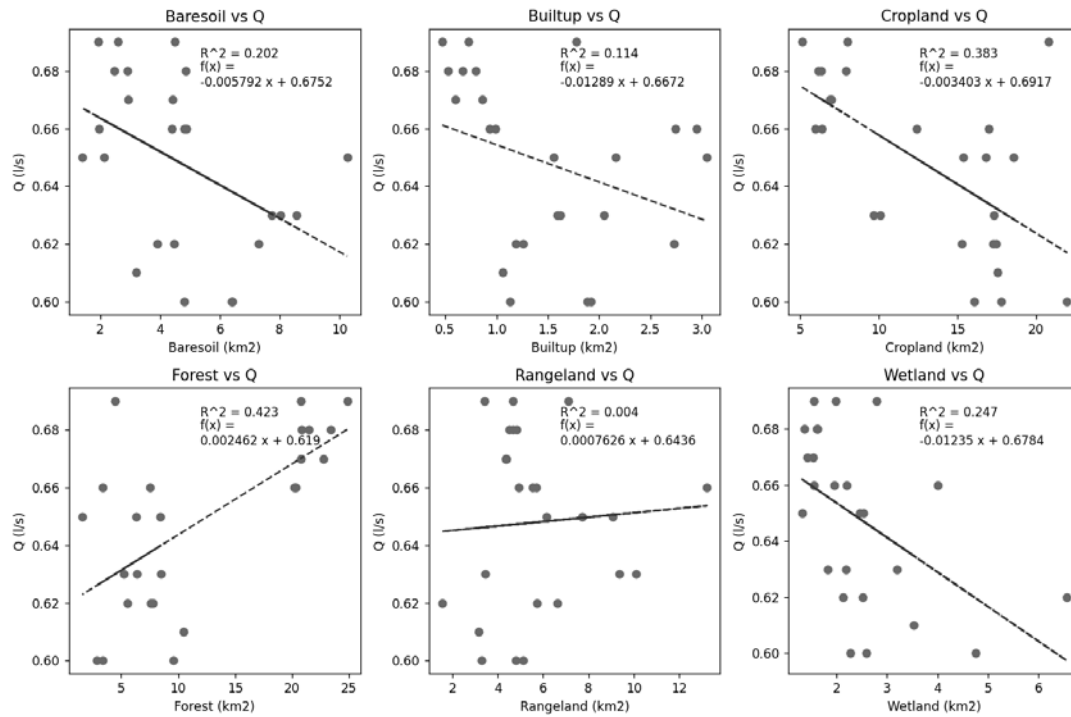 Baresoil vs Q
R^2 = 0.202
f(x) =
-0.005792 x + 0.6752
Q (l/s)
0.68
0.66
0.64
0.62
0.60
2 4 6 8 10
Baresoil (km2)
Builtup vs Q
R^2 = 0.114
f(x) =
-0.01289 x + 0.6672
Q (l/s)
0.68
0.66
0.64
0.62
0.60
0.5 1.0 1.5 2.0 2.5 3.0
Builtup (km2)
Cropland vs Q
R^2 = 0.383
f(x) =
-0.003403 x + 0.6917
Q (l/s)
0.68
0.66
0.64
0.62
0.60
5 10 15 20
Cropland (km2)
Forest vs Q
R^2 = 0.423
f(x) =
0.002462 x + 0.619
Q (l/s)
0.68
0.66
0.64
0.62
0.60
5 10 15 20 25
Forest (km2)
Rangeland vs Q
R^2 = 0.004
f(x) =
0.0007626 x + 0.6436
Q (l/s)
0.68
0.66
0.64
0.62
0.60
2 4 6 8 10 12
Rangeland (km2)
Wetland vs Q
R^2 = 0.247
f(x) =
-0.01235 x + 0.6784
Q (l/s)
0.68
0.66
0.64
0.62
0.60
2 3 4 5 6
Wetland (km2)